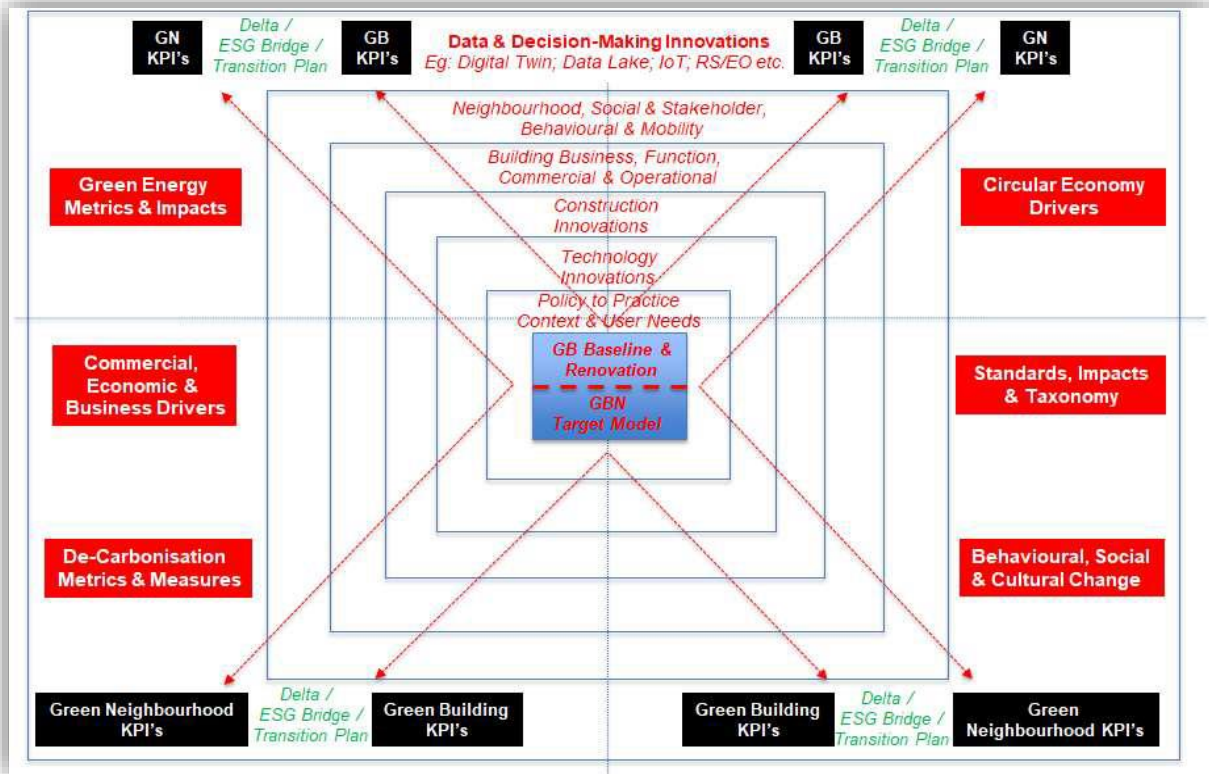 GN
KPI's
Delta /
ESG Bridge /
Transition Plan
GB
KPI's
Data & Decision-Making Innovations
Eg: Digital Twin; Data Lake; IoT; RS/EO etc.
GB
KPI's
Delta /
ESG Bridge /
Transition Plan
GN
KPI's
Neighbourhood, Social & Stakeholder,
Behavioural & Mobility
Building Business, Function,
Commercial & Operational
Green Energy
Metrics & Impacts
Circular Economy
Drivers
Construction
Innovations
Technology
Innovations
Policy to Practice
Context & User Needs
GB Baseline &
Renovation
GBN
Target Model
Commercial,
Economic &
Business Drivers
Standards, Impacts
& Taxonomy
De-Carbonisation
Metrics & Measures
Behavioural, Social
& Cultural Change
Green Neighbourhood
KPI's
Delta /
ESG Bridge /
Transition Plan
Green Building
KPI's
Green Building
KPI's
Delta /
ESG Bridge /
Transition Plan
Green
Neighbourhood KPI's